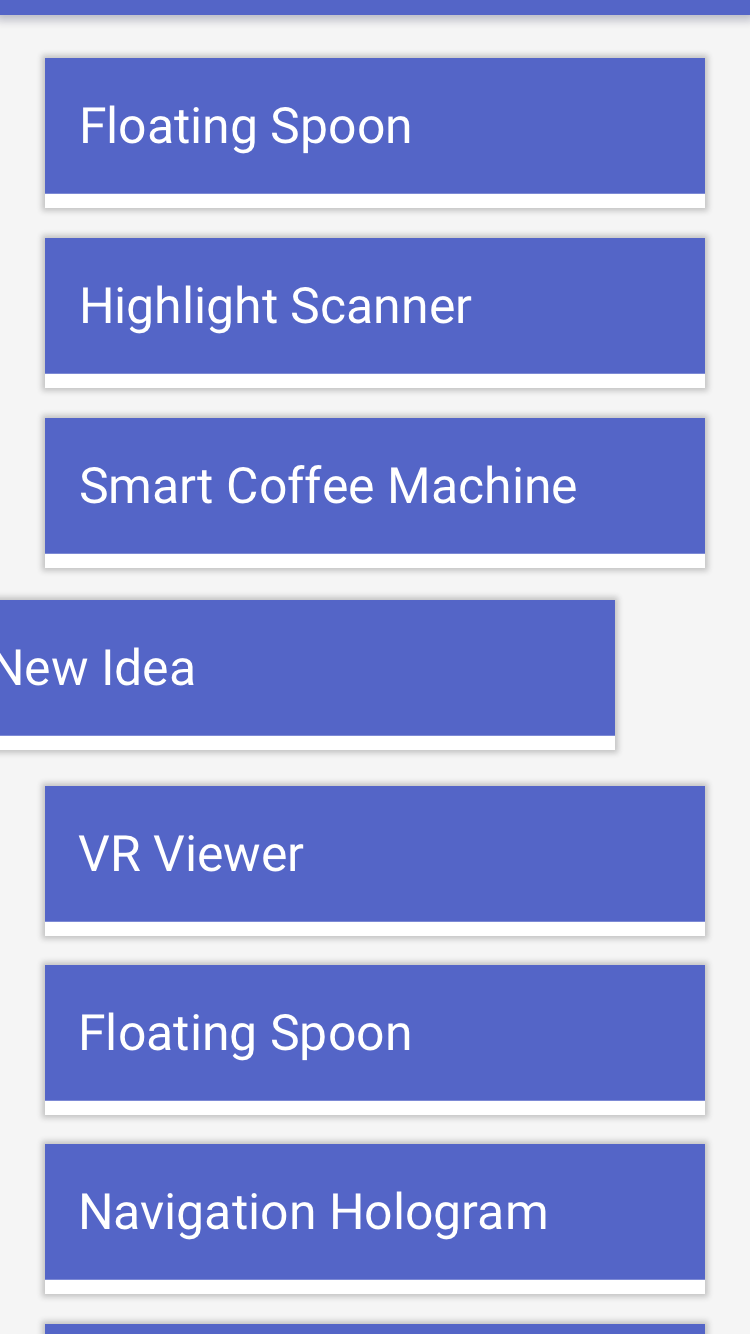 Floating Spoon
Highlight Scanner
Smart Coffee Machine
New Idea
VR Viewer
Floating Spoon
Navigation Hologram